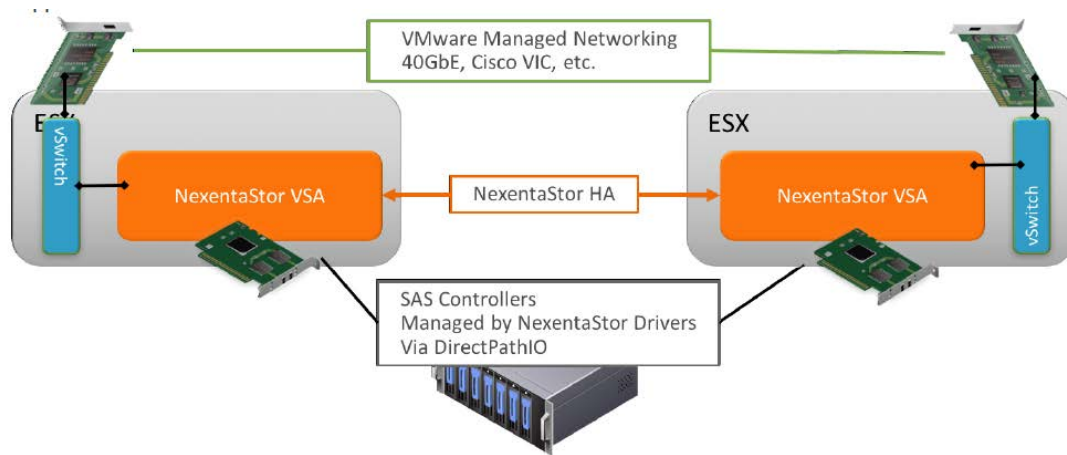 VMware Managed Networking
40GbE, Cisco VIC, etc.
ESX
vSwitch
NexentaStor VSA
NexentaStor HA
ESX
NexentaStor VSA
vSwitch
SAS Controllers
Managed by NexentaStor Drivers
Via DirectPathIO